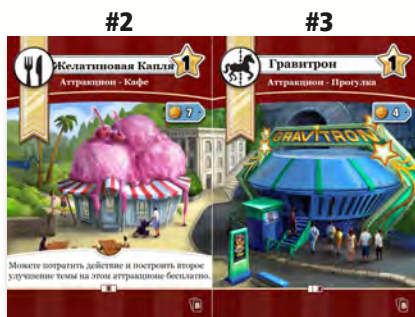 #2
#3
Желатиновая Капля
1
Аттракцион - Кафе
7
Можете потратить действие и построить второе
улучшение темы на этом аттракционе бесплатно.
B
Гравитрон
1
Аттракцион - Прогулка
4
GRAVITRON
B